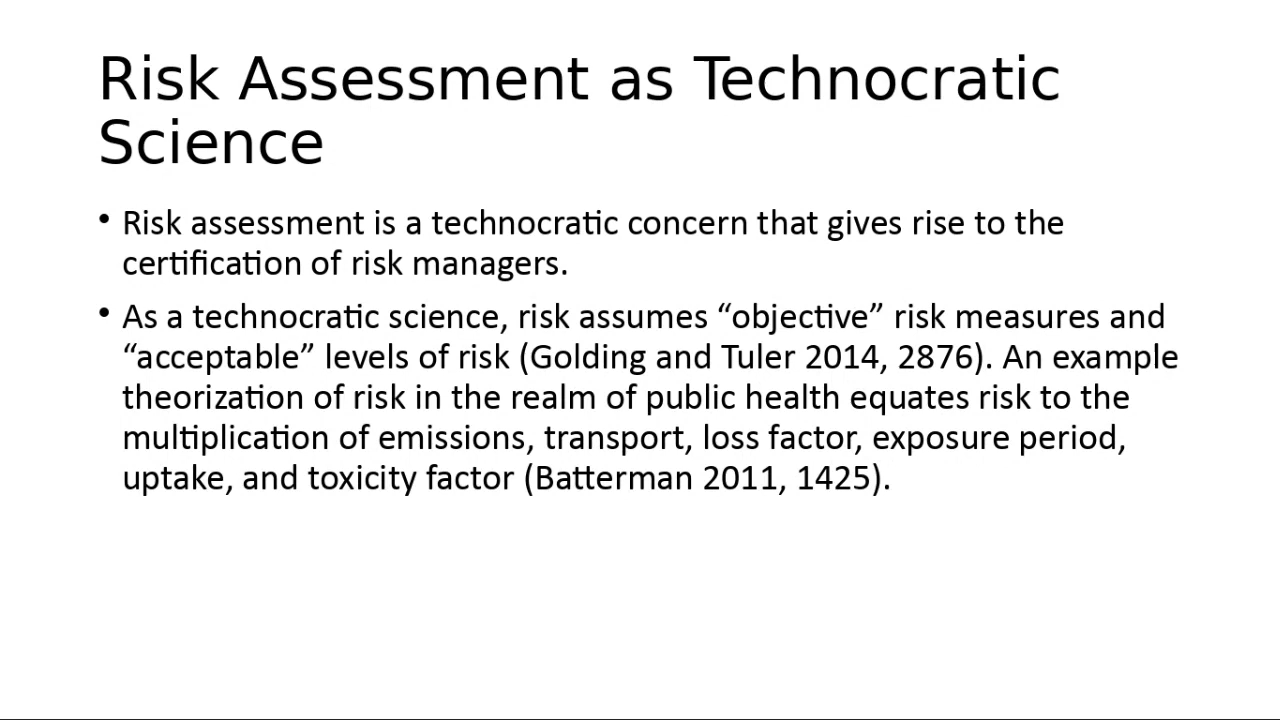 Risk Assessment as Technocratic
Science
• Risk assessment is a technocratic concern that gives rise to the
certification of risk managers.
• As a technocratic science, risk assumes “objective” risk measures and
“acceptable” levels of risk (Golding and Tuler 2014, 2876). An example
theorization of risk in the realm of public health equates risk to the
multiplication of emissions, transport, loss factor, exposure period,
uptake, and toxicity factor (Batterman 2011, 1425).